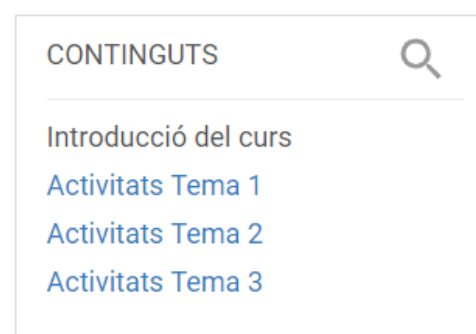 CONTINGUTS
Introducció del curs
Activitats Tema 1
Activitats Tema 2
Activitats Tema 3